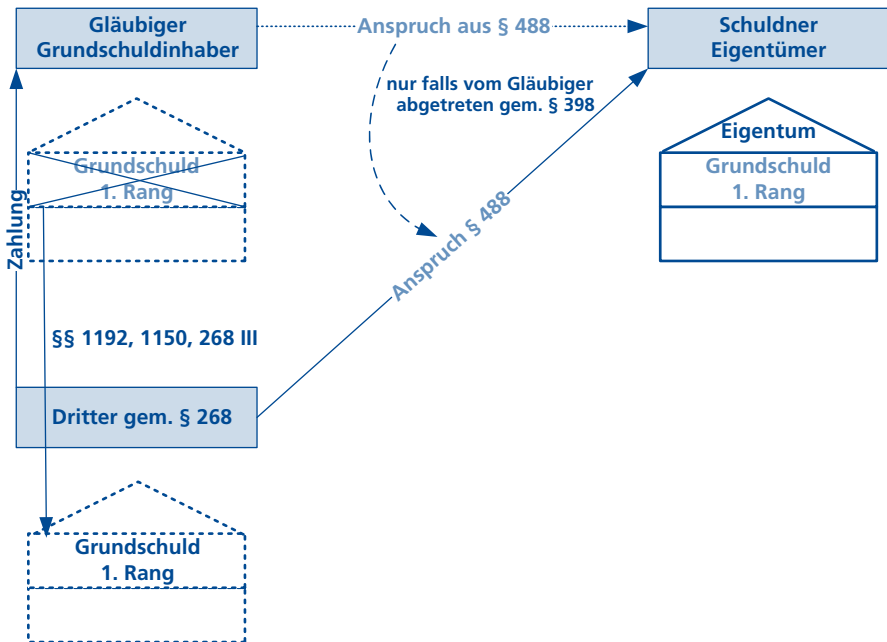 Gläubiger
Grundschuldinhaber
Anspruch aus § 488
Schuldner
Eigentümer
nur falls vom Gläubiger
abgetreten gem. § 398
Grundschuld
1. Rang
Eigentum
Grundschuld
1. Rang
Zahlung
Anspruch § 488
§§ 1192, 1150, 268 III
Dritter gem. § 268
Grundschuld
1. Rang